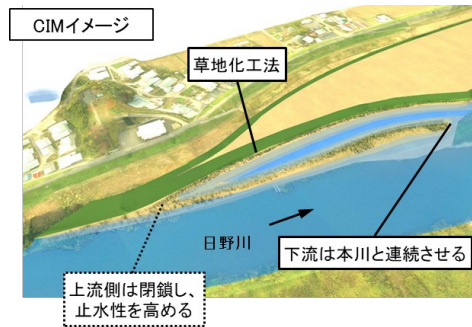 CIMイメージ
草地化工法
日野川
下流は本川と連続させる
上流側は閉鎖し、
止水性を高める